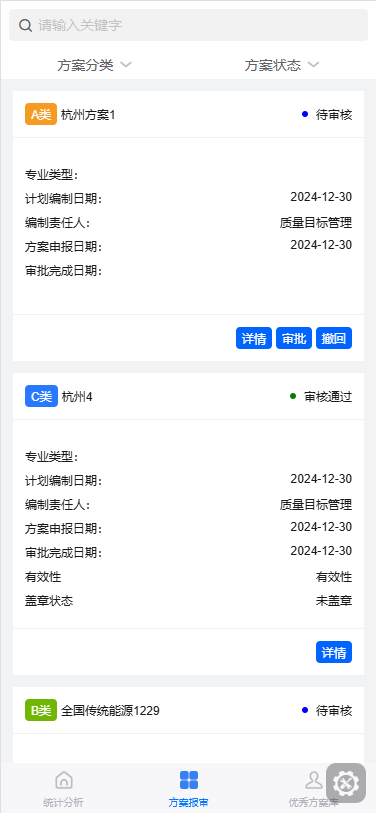 请输入关键字
方案分类 方案状态
A类 杭州方案1 待审核
专业类型：
计划编制日期： 2024-12-30
编制责任人： 质量目标管理
方案申报日期： 2024-12-30
审批完成日期：
详情 审批 撤回
C类 杭州4 审核通过
专业类型：
计划编制日期： 2024-12-30
编制责任人： 质量目标管理
方案申报日期： 2024-12-30
审批完成日期： 2024-12-30
有效性 有效性
盖章状态 未盖章
详情
B类 全国传统能源1229 待审核
统计分析 方案报审 优秀方案库